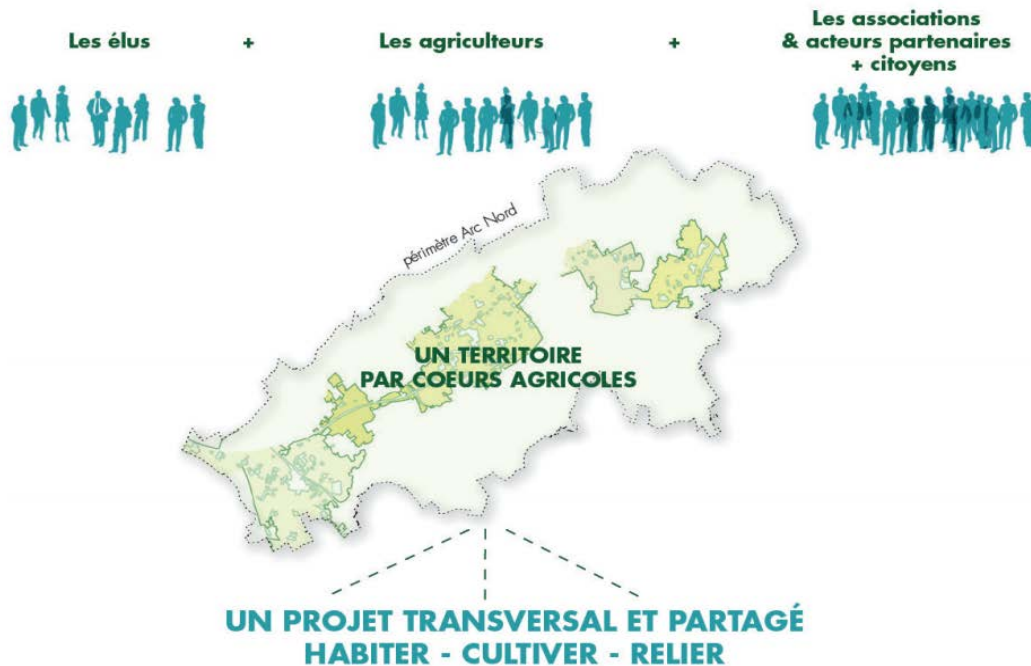 Les élus + Les agriculteurs + Les associations
& acteurs partenaires
+ citoyens
périmètre Arc Nord
UN TERRITOIRE
PAR COEURS AGRICOLES
UN PROJET TRANSVERSAL ET PARTAGÉ
HABITER - CULTIVER - RELIER